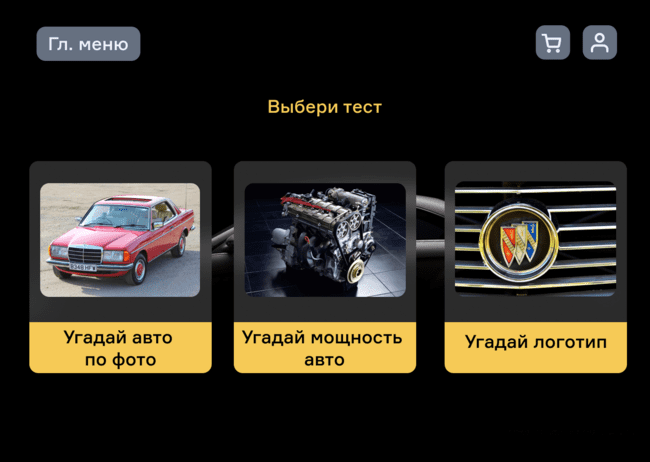 Гл. меню
Выбери тест
Угадай авто
по фото
Угадай мощность
авто
Угадай логотип